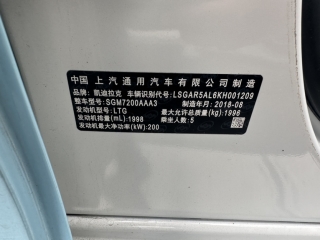 中国 上汽通用汽车有限公司制造
品牌:凯迪拉克 车辆识别代号:LSGAR5AL6KH001209
整车型号:SGM7200AAA3 制造年月:2018-08
发动机型号:LTG 最大允许总质量(kg):1996
发动机排量(mL):1998 乘坐人数:5
发动机最大净功率(kW):200